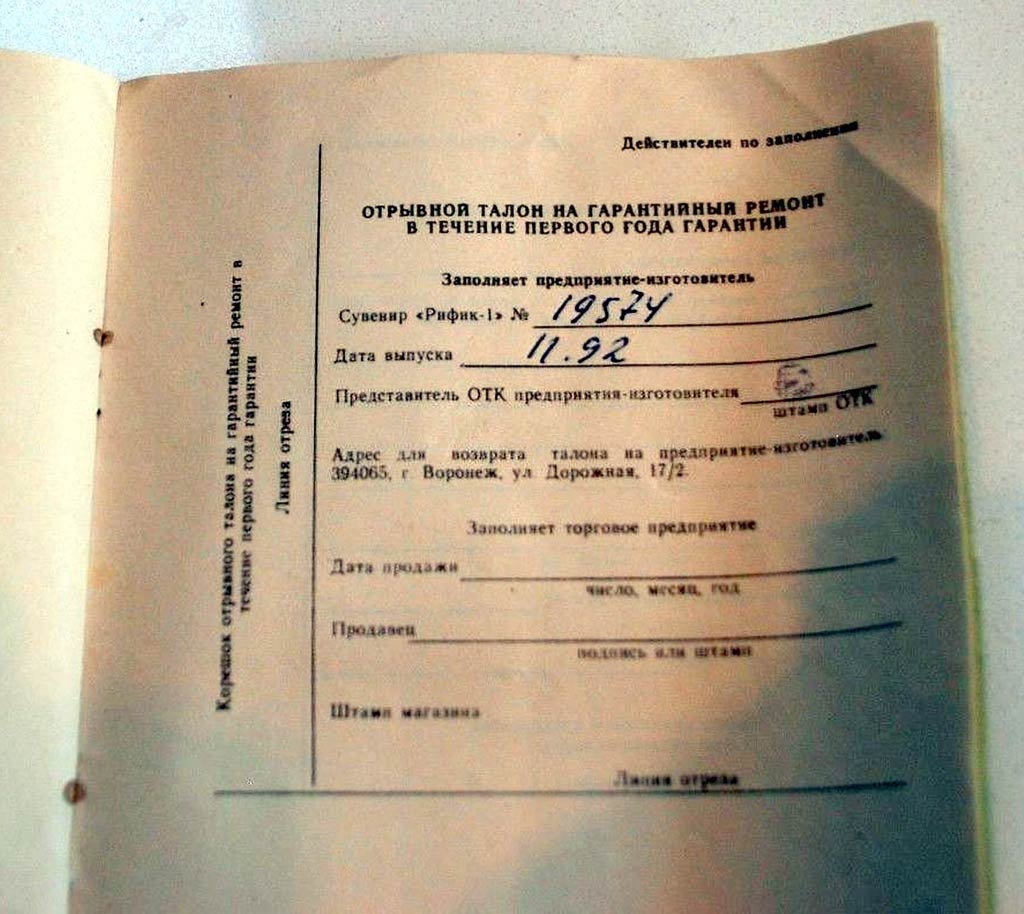 Действителен по заполнении
ОТРЫВНОЙ ТАЛОН НА ГАРАНТИЙНЫЙ РЕМОНТ
В ТЕЧЕНИЕ ПЕРВОГО ГОДА ГАРАНТИИ
Заполняет предприятие-изготовитель
Сувенир «Рифик-1» № 19574
Дата выпуска 11.92
Представитель ОТК предприятия-изготовителя
штамп ОТК
Адрес для возврата талона на предприятие-изготовитель
394065, г. Воронеж, ул. Дорожная, 17/2.
Заполняет торговое предприятие
Дата продажи
число, месяц, год
Продавец
подпись или штамп
Штамп магазина
Линия отреза
Корешок отрывного талона на гарантийный ремонт в
течение первого года гарантии
Линия отреза